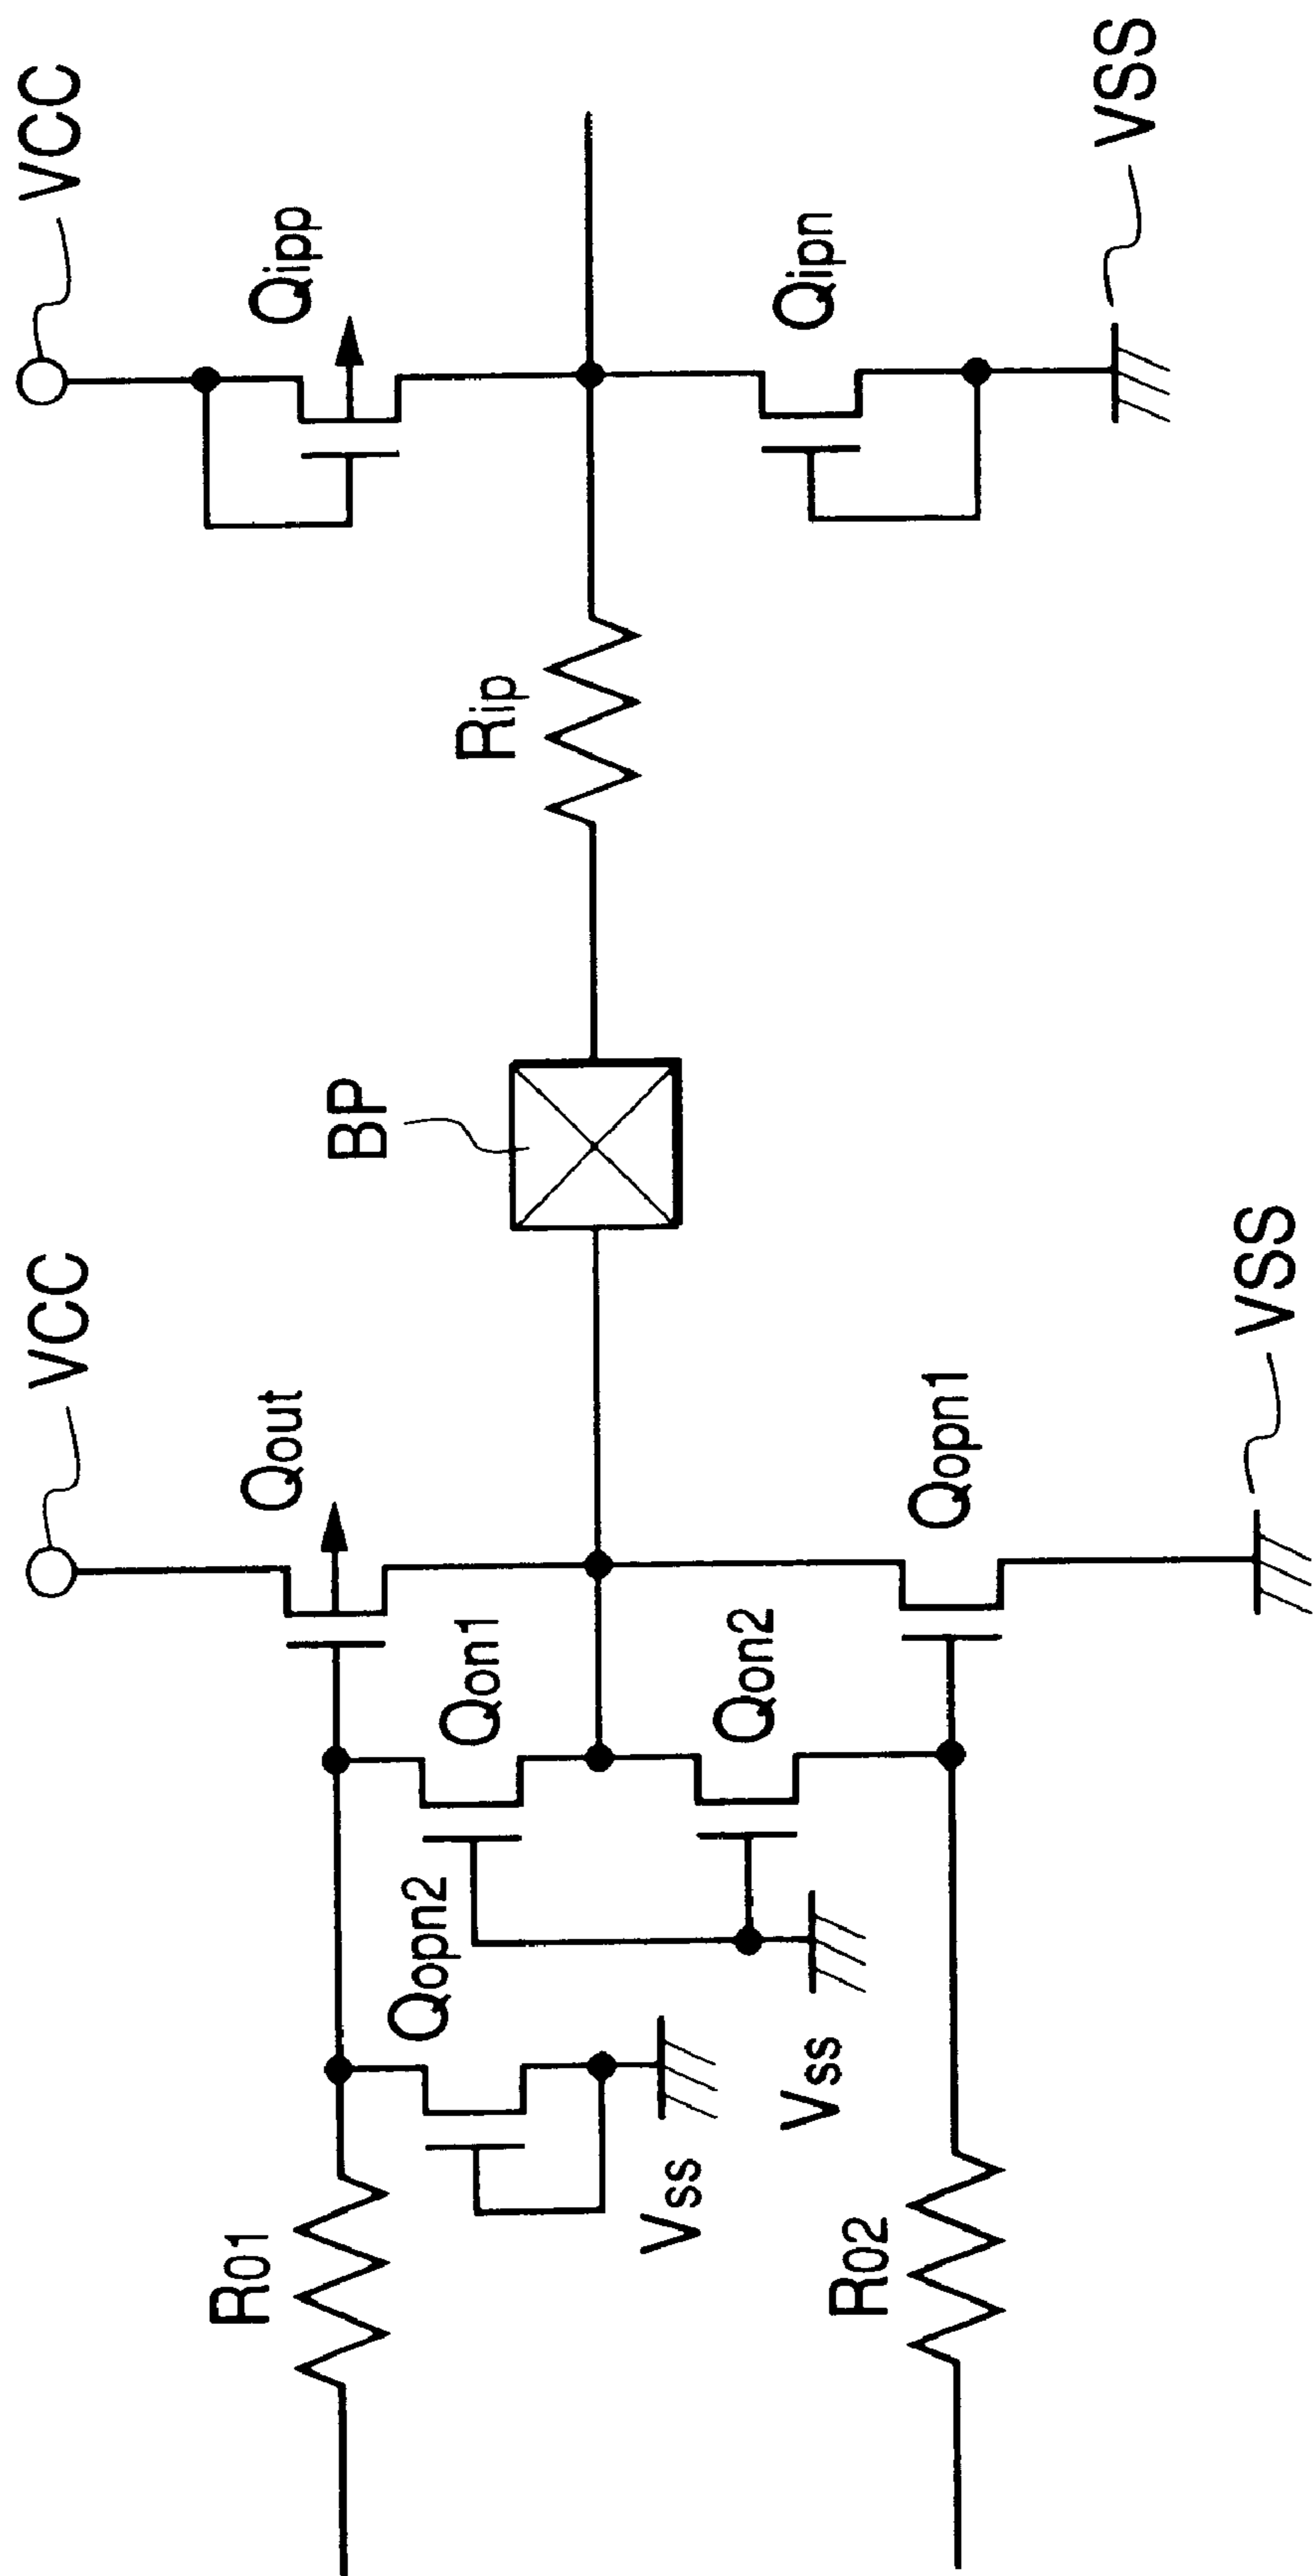 VCC
Qout
Qon1
Qopn2
R01
Qon2
Vss
Vss
Qopn1
R02
VSS
BP
Rip
VCC
Qipp
Qipn
VSS